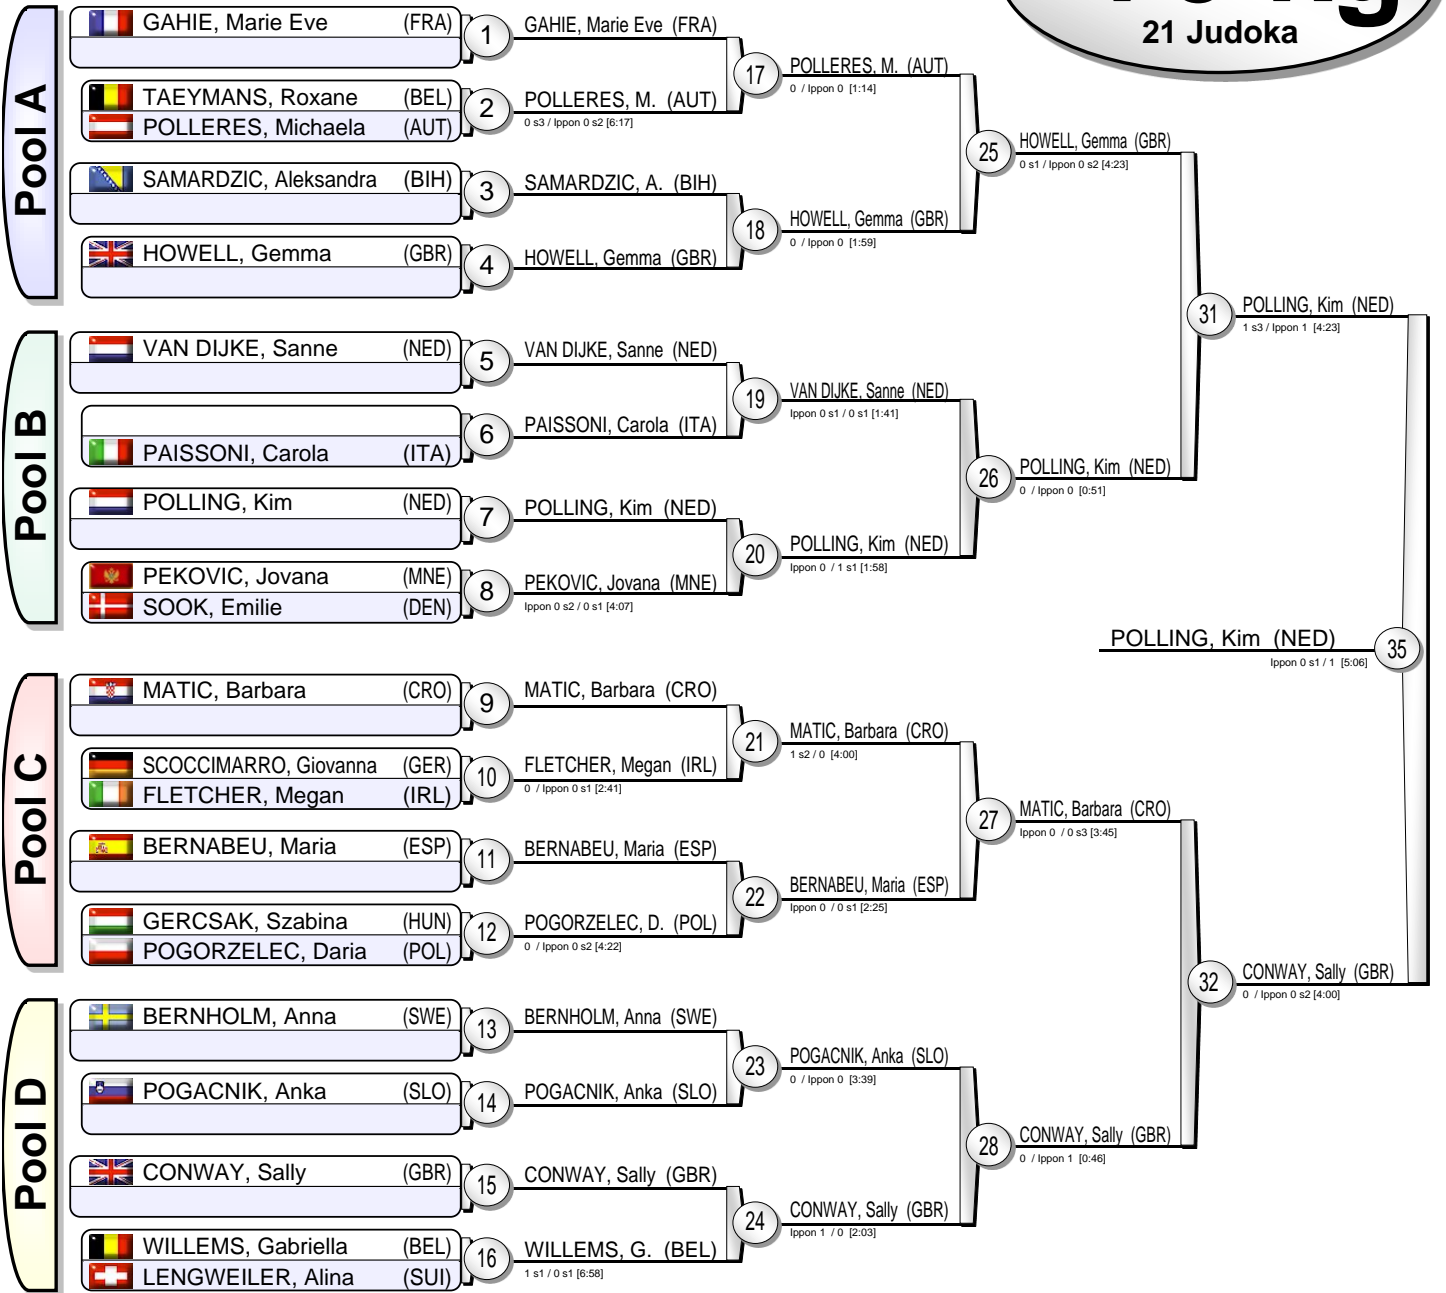 21 Judoka
Pool A
GAHIE, Marie Eve (FRA)
TAEYMANS, Roxane (BEL)
POLLERES, Michaela (AUT)
SAMARDZIC, Aleksandra (BIH)
HOWELL, Gemma (GBR)
1
2
3
4
GAHIE, Marie Eve (FRA)
POLLERES, M. (AUT)
0 s3 / Ippon 0 s2 [6:17]
SAMARDZIC, A. (BIH)
HOWELL, Gemma (GBR)
17
18
POLLERES, M. (AUT)
0 / Ippon 0 [1:14]
HOWELL, Gemma (GBR)
0 / Ippon 0 [1:59]
25
HOWELL, Gemma (GBR)
0 s1 / Ippon 0 s2 [4:23]
Pool B
VAN DIJKE, Sanne (NED)
PAISSONI, Carola (ITA)
POLLING, Kim (NED)
PEKOVIC, Jovana (MNE)
SOOK, Emilie (DEN)
5
6
7
8
VAN DIJKE, Sanne (NED)
PAISSONI, Carola (ITA)
POLLING, Kim (NED)
PEKOVIC, Jovana (MNE)
Ippon 0 s2 / 0 s1 [4:07]
19
20
VAN DIJKE, Sanne (NED)
Ippon 0 s1 / 0 s1 [1:41]
POLLING, Kim (NED)
Ippon 0 / 1 s1 [1:58]
26
POLLING, Kim (NED)
0 / Ippon 0 [0:51]
31
POLLING, Kim (NED)
1 s3 / Ippon 1 [4:23]
POLLING, Kim (NED)
Ippon 0 s1 / 1 [5:06]
35
Pool C
MATIC, Barbara (CRO)
SCOCCIMARRO, Giovanna (GER)
FLETCHER, Megan (IRL)
BERNABEU, Maria (ESP)
GERCSAK, Szabina (HUN)
POGORZELEC, Daria (POL)
9
10
11
12
MATIC, Barbara (CRO)
FLETCHER, Megan (IRL)
0 / Ippon 0 s1 [2:41]
BERNABEU, Maria (ESP)
POGORZELEC, D. (POL)
0 / Ippon 0 s2 [4:22]
21
22
MATIC, Barbara (CRO)
1 s2 / 0 [4:00]
BERNABEU, Maria (ESP)
Ippon 0 / 0 s1 [2:25]
27
MATIC, Barbara (CRO)
Ippon 0 / 0 s3 [3:45]
Pool D
BERNHOLM, Anna (SWE)
POGACNIK, Anka (SLO)
CONWAY, Sally (GBR)
WILLEMS, Gabriella (BEL)
LENGWEILER, Alina (SUI)
13
14
15
16
BERNHOLM, Anna (SWE)
POGACNIK, Anka (SLO)
CONWAY, Sally (GBR)
WILLEMS, G. (BEL)
1 s1 / 0 s1 [6:58]
23
24
POGACNIK, Anka (SLO)
0 / Ippon 0 [3:39]
CONWAY, Sally (GBR)
Ippon 1 / 0 [2:03]
28
CONWAY, Sally (GBR)
0 / Ippon 1 [0:46]
32
CONWAY, Sally (GBR)
0 / Ippon 0 s2 [4:00]